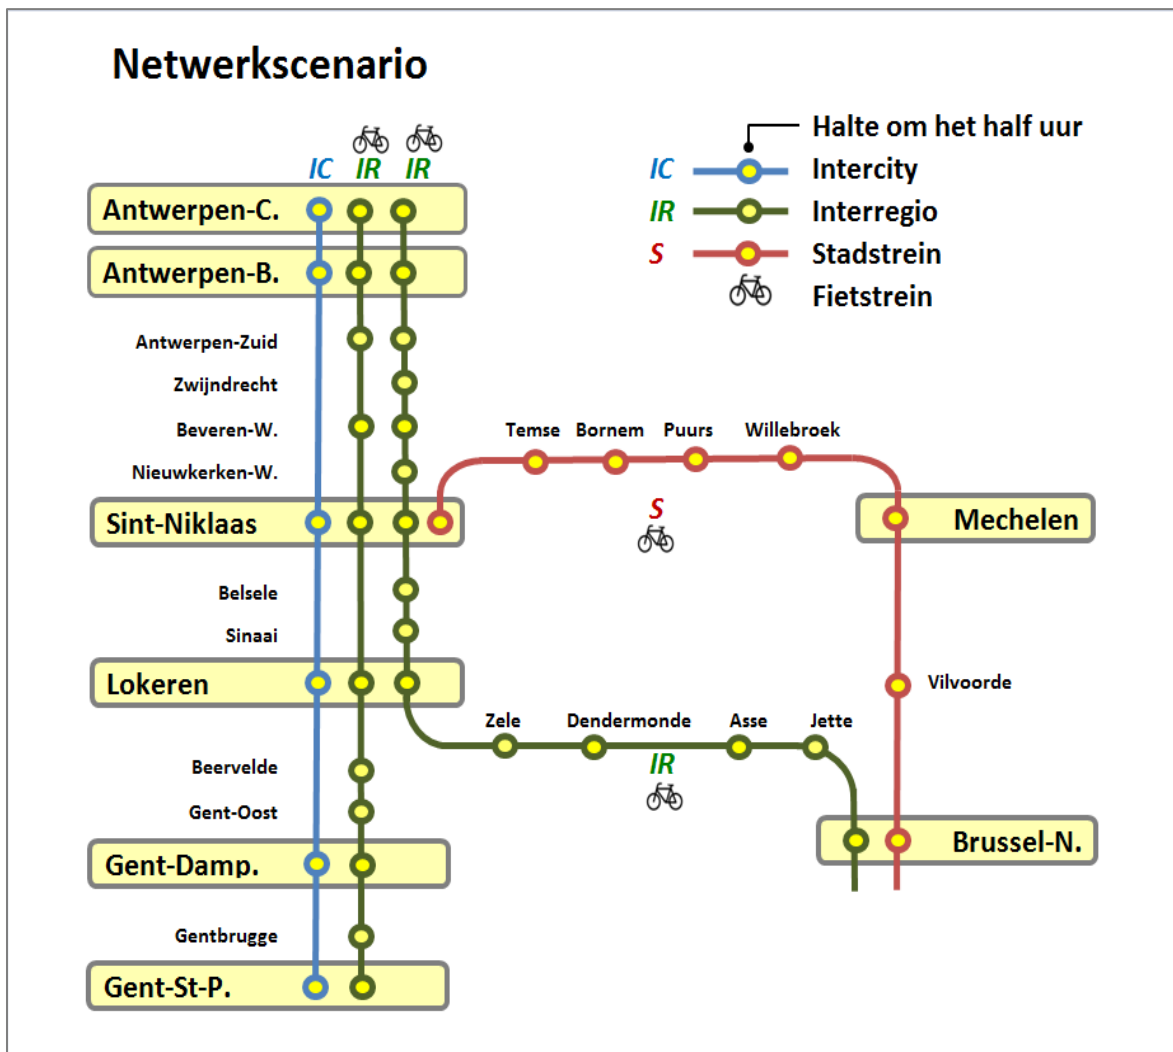 Netwerkscenario
Halte om het half uur
IC Intercity
IR Interregio
S Stadstrein
Fietstrein
IC IR IR
Antwerpen-C.
Antwerpen-B.
Antwerpen-Zuid
Zwijndrecht
Beveren-W.
Nieuwkerken-W.
Sint-Niklaas
Temse Bornem Puurs Willebroek
S
Mechelen
Belsele
Sinaai
Lokeren
Vilvoorde
Zele Dendermonde Asse Jette
IR
Beervelde
Gent-Oost
Gent-Damp.
Brussel-N.
Gentbrugge
Gent-St-P.